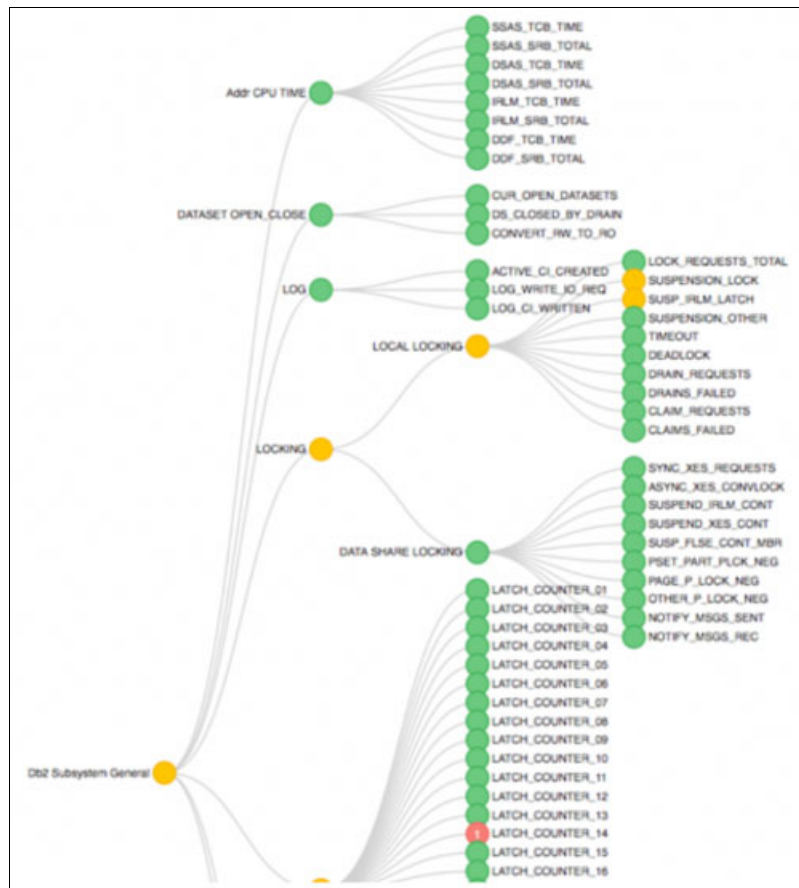 SSAS_TCB_TIME
SSAS_SRB_TOTAL
DSAS_TCB_TIME
DSAS_SRB_TOTAL
Addr CPU TIME
IRLM_TCB_TIME
IRLM_SRB_TOTAL
DDF_TCB_TIME
DDF_SRB_TOTAL
CUR_OPEN_DATASETS
DATASET OPEN_CLOSE
DS_CLOSED_BY_DRAIN
CONVERT_RW_TO_RO
ACTIVE_CI_CREATED
LOG
LOG_WRITE_IO_REQ
LOG_CI_WRITTEN
LOCK_REQUESTS_TOTAL
SUSPENSION_LOCK
SUSP_IRLM_LATCH
SUSPENSION_OTHER
TIMEOUT
LOCAL LOCKING
DEADLOCK
DRAIN_REQUESTS
DRAINS_FAILED
CLAIM_REQUESTS
CLAIMS_FAILED
LOCKING
SYNC_XES_REQUESTS
ASYNC_XES_CONVLOCK
SUSPEND_IRLM_CONT
SUSPEND_XES_CONT
SUSP_FLSE_CONT_MBR
DATA SHARE LOCKING
PSET_PART_PLCK_NEG
PAGE_P_LOCK_NEG
OTHER_P_LOCK_NEG
NOTIFY_MSGS_SENT
NOTIFY_MSGS_REC
LATCH_COUNTER_01
LATCH_COUNTER_02
LATCH_COUNTER_03
LATCH_COUNTER_04
LATCH_COUNTER_05
LATCH_COUNTER_06
LATCH_COUNTER_07
LATCH_COUNTER_08
LATCH_COUNTER_09
LATCH_COUNTER_10
Db2 Subsystem General
LATCH_COUNTER_11
LATCH_COUNTER_12
LATCH_COUNTER_13
1 LATCH_COUNTER_14
LATCH_COUNTER_15
LATCH_COUNTER_16